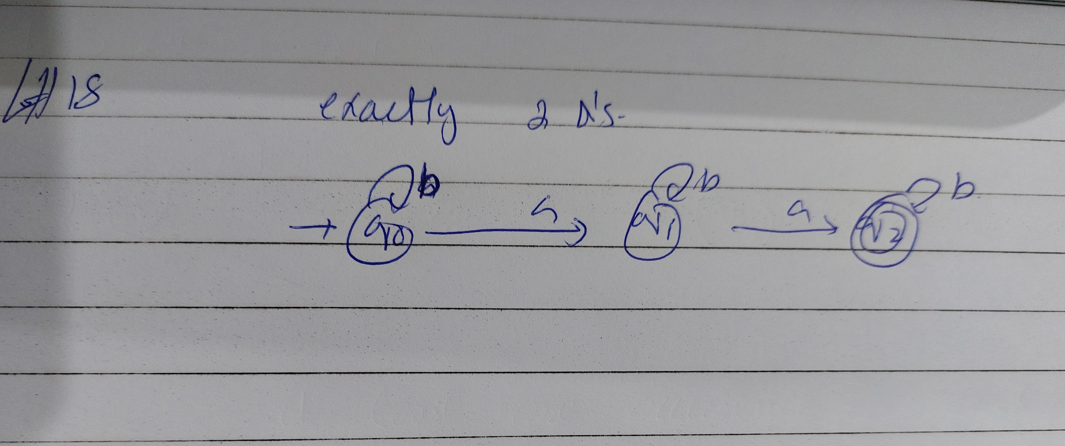 18
exactly 2 a's.
b b b
→ q0 a q1 a q2